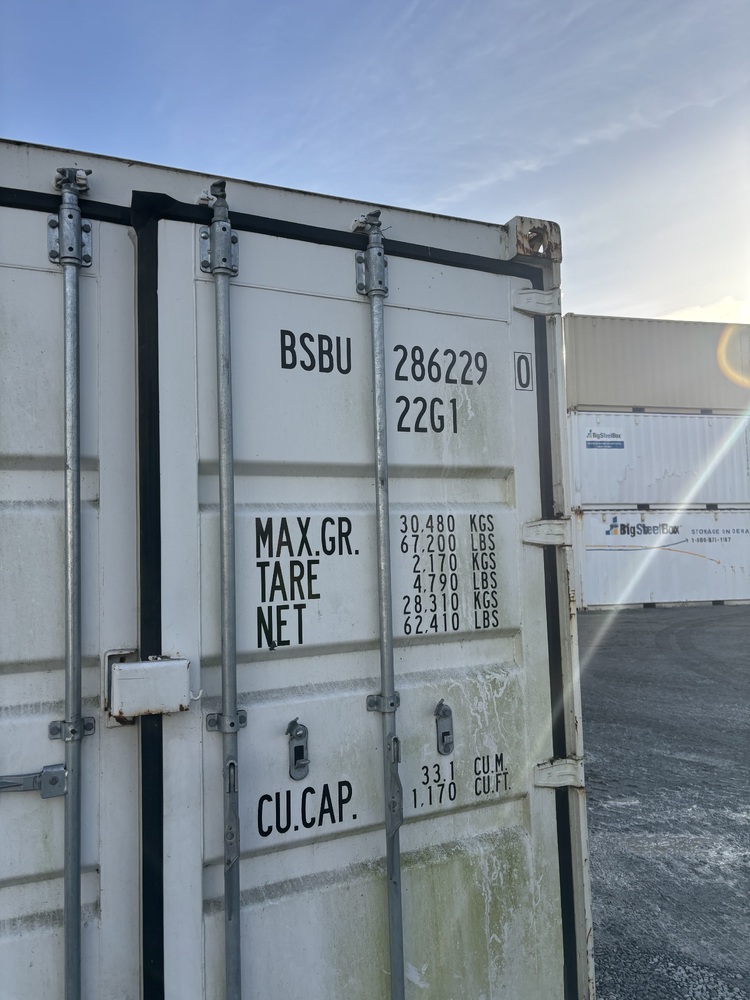 BSBU 286229 0
22G1
MAX.GR. 30,480 KGS
67,200 LBS
TARE 2,170 KGS
4,790 LBS
NET 28,310 KGS
62,410 LBS
CU.CAP. 33.1 CU.M.
1,170 CU.FT.
BigSteelBox
BigSteelBox